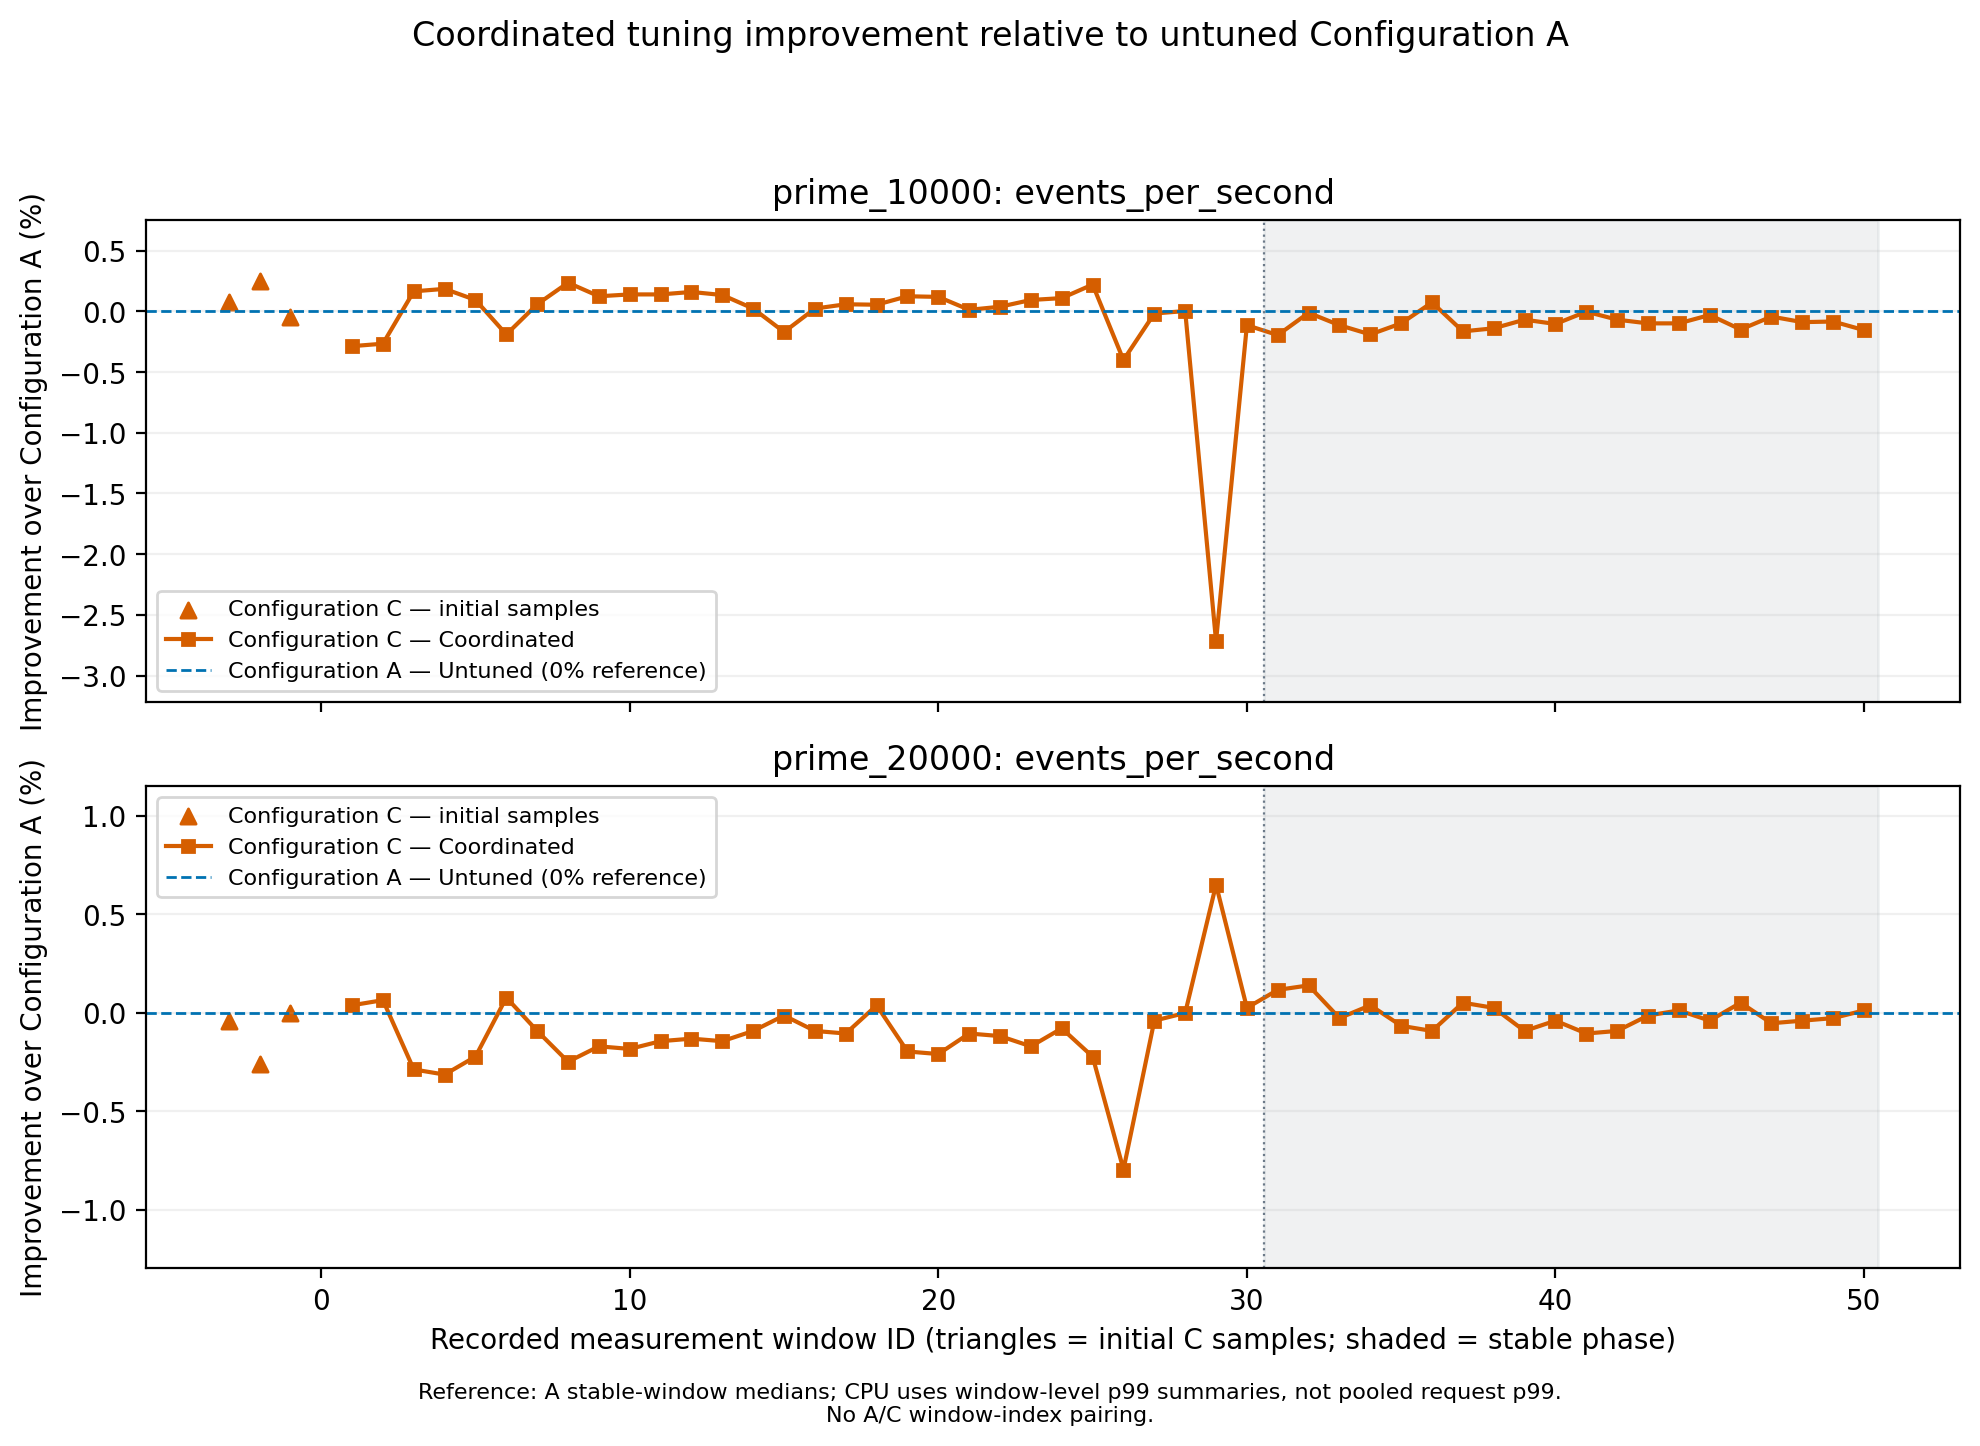 Coordinated tuning improvement relative to untuned Configuration A
prime_10000: events_per_second
Improvement over Configuration A (%)
0.5
0.0
−0.5
−1.0
−1.5
−2.0
−2.5
−3.0
Configuration C — initial samples
Configuration C — Coordinated
Configuration A — Untuned (0% reference)
prime_20000: events_per_second
Improvement over Configuration A (%)
1.0
0.5
0.0
−0.5
−1.0
Configuration C — initial samples
Configuration C — Coordinated
Configuration A — Untuned (0% reference)
0 10 20 30 40 50
Recorded measurement window ID (triangles = initial C samples; shaded = stable phase)
Reference: A stable-window medians; CPU uses window-level p99 summaries, not pooled request p99.
No A/C window-index pairing.